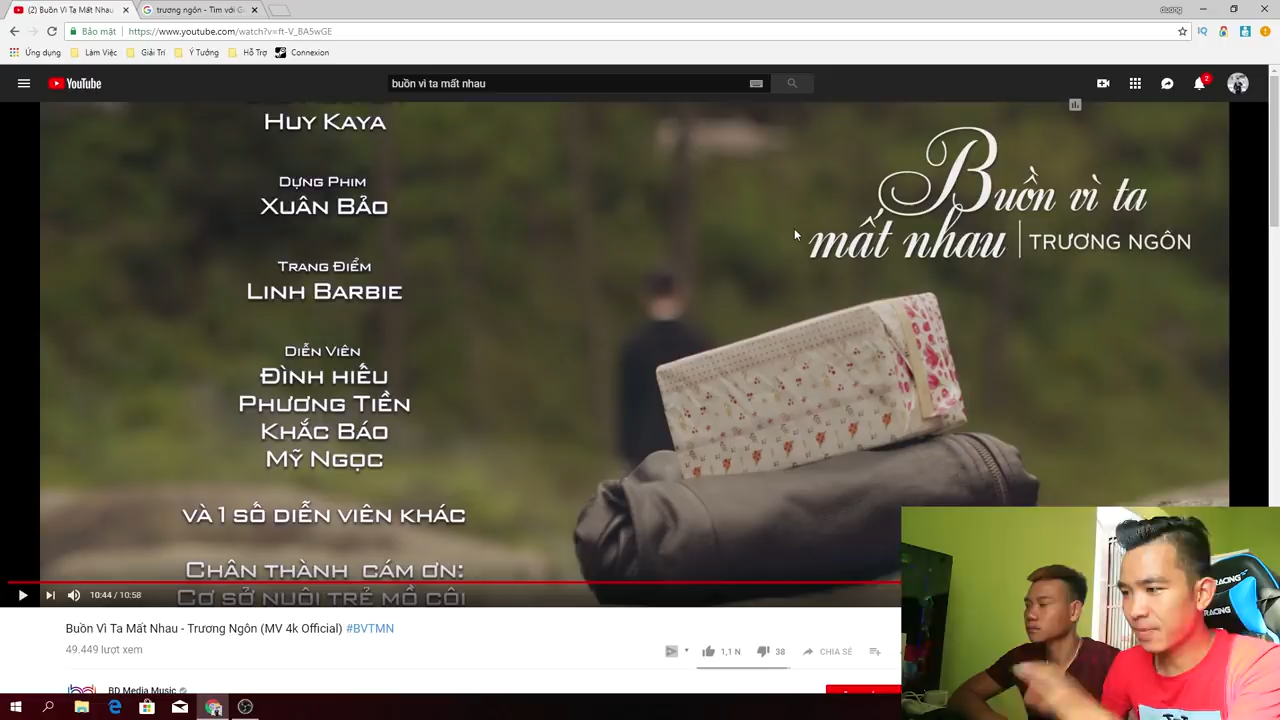 (2) Buồn Vì Ta Mất Nhau
trương ngôn - Tìm với G
duong
Bảo mật
https://www.youtube.com/watch?v=ft-V_BA5wGE
Ứng dụng
Làm Việc
Giải Trí
Ý Tưởng
Hỗ Trợ
Connexion
YouTube
buồn vì ta mất nhau
2
Huy Kaya
Dựng Phim
Xuân Bảo
Trang Điểm
Linh Barbie
Diễn Viên
Đình Hiếu
Phương Tiền
Khắc Báo
Mỹ Ngọc
và 1 số diễn viên khác
Chân thành cám ơn:
Cơ sở nuôi trẻ mồ côi
Buồn vì ta
mất nhau
TRƯƠNG NGÔN
10:44 / 10:58
Buồn Vì Ta Mất Nhau - Trương Ngôn (MV 4k Official) #BVTMN
49.449 lượt xem
1,1 N
38
CHIA SẺ
BD Media Music
RACING
RACING